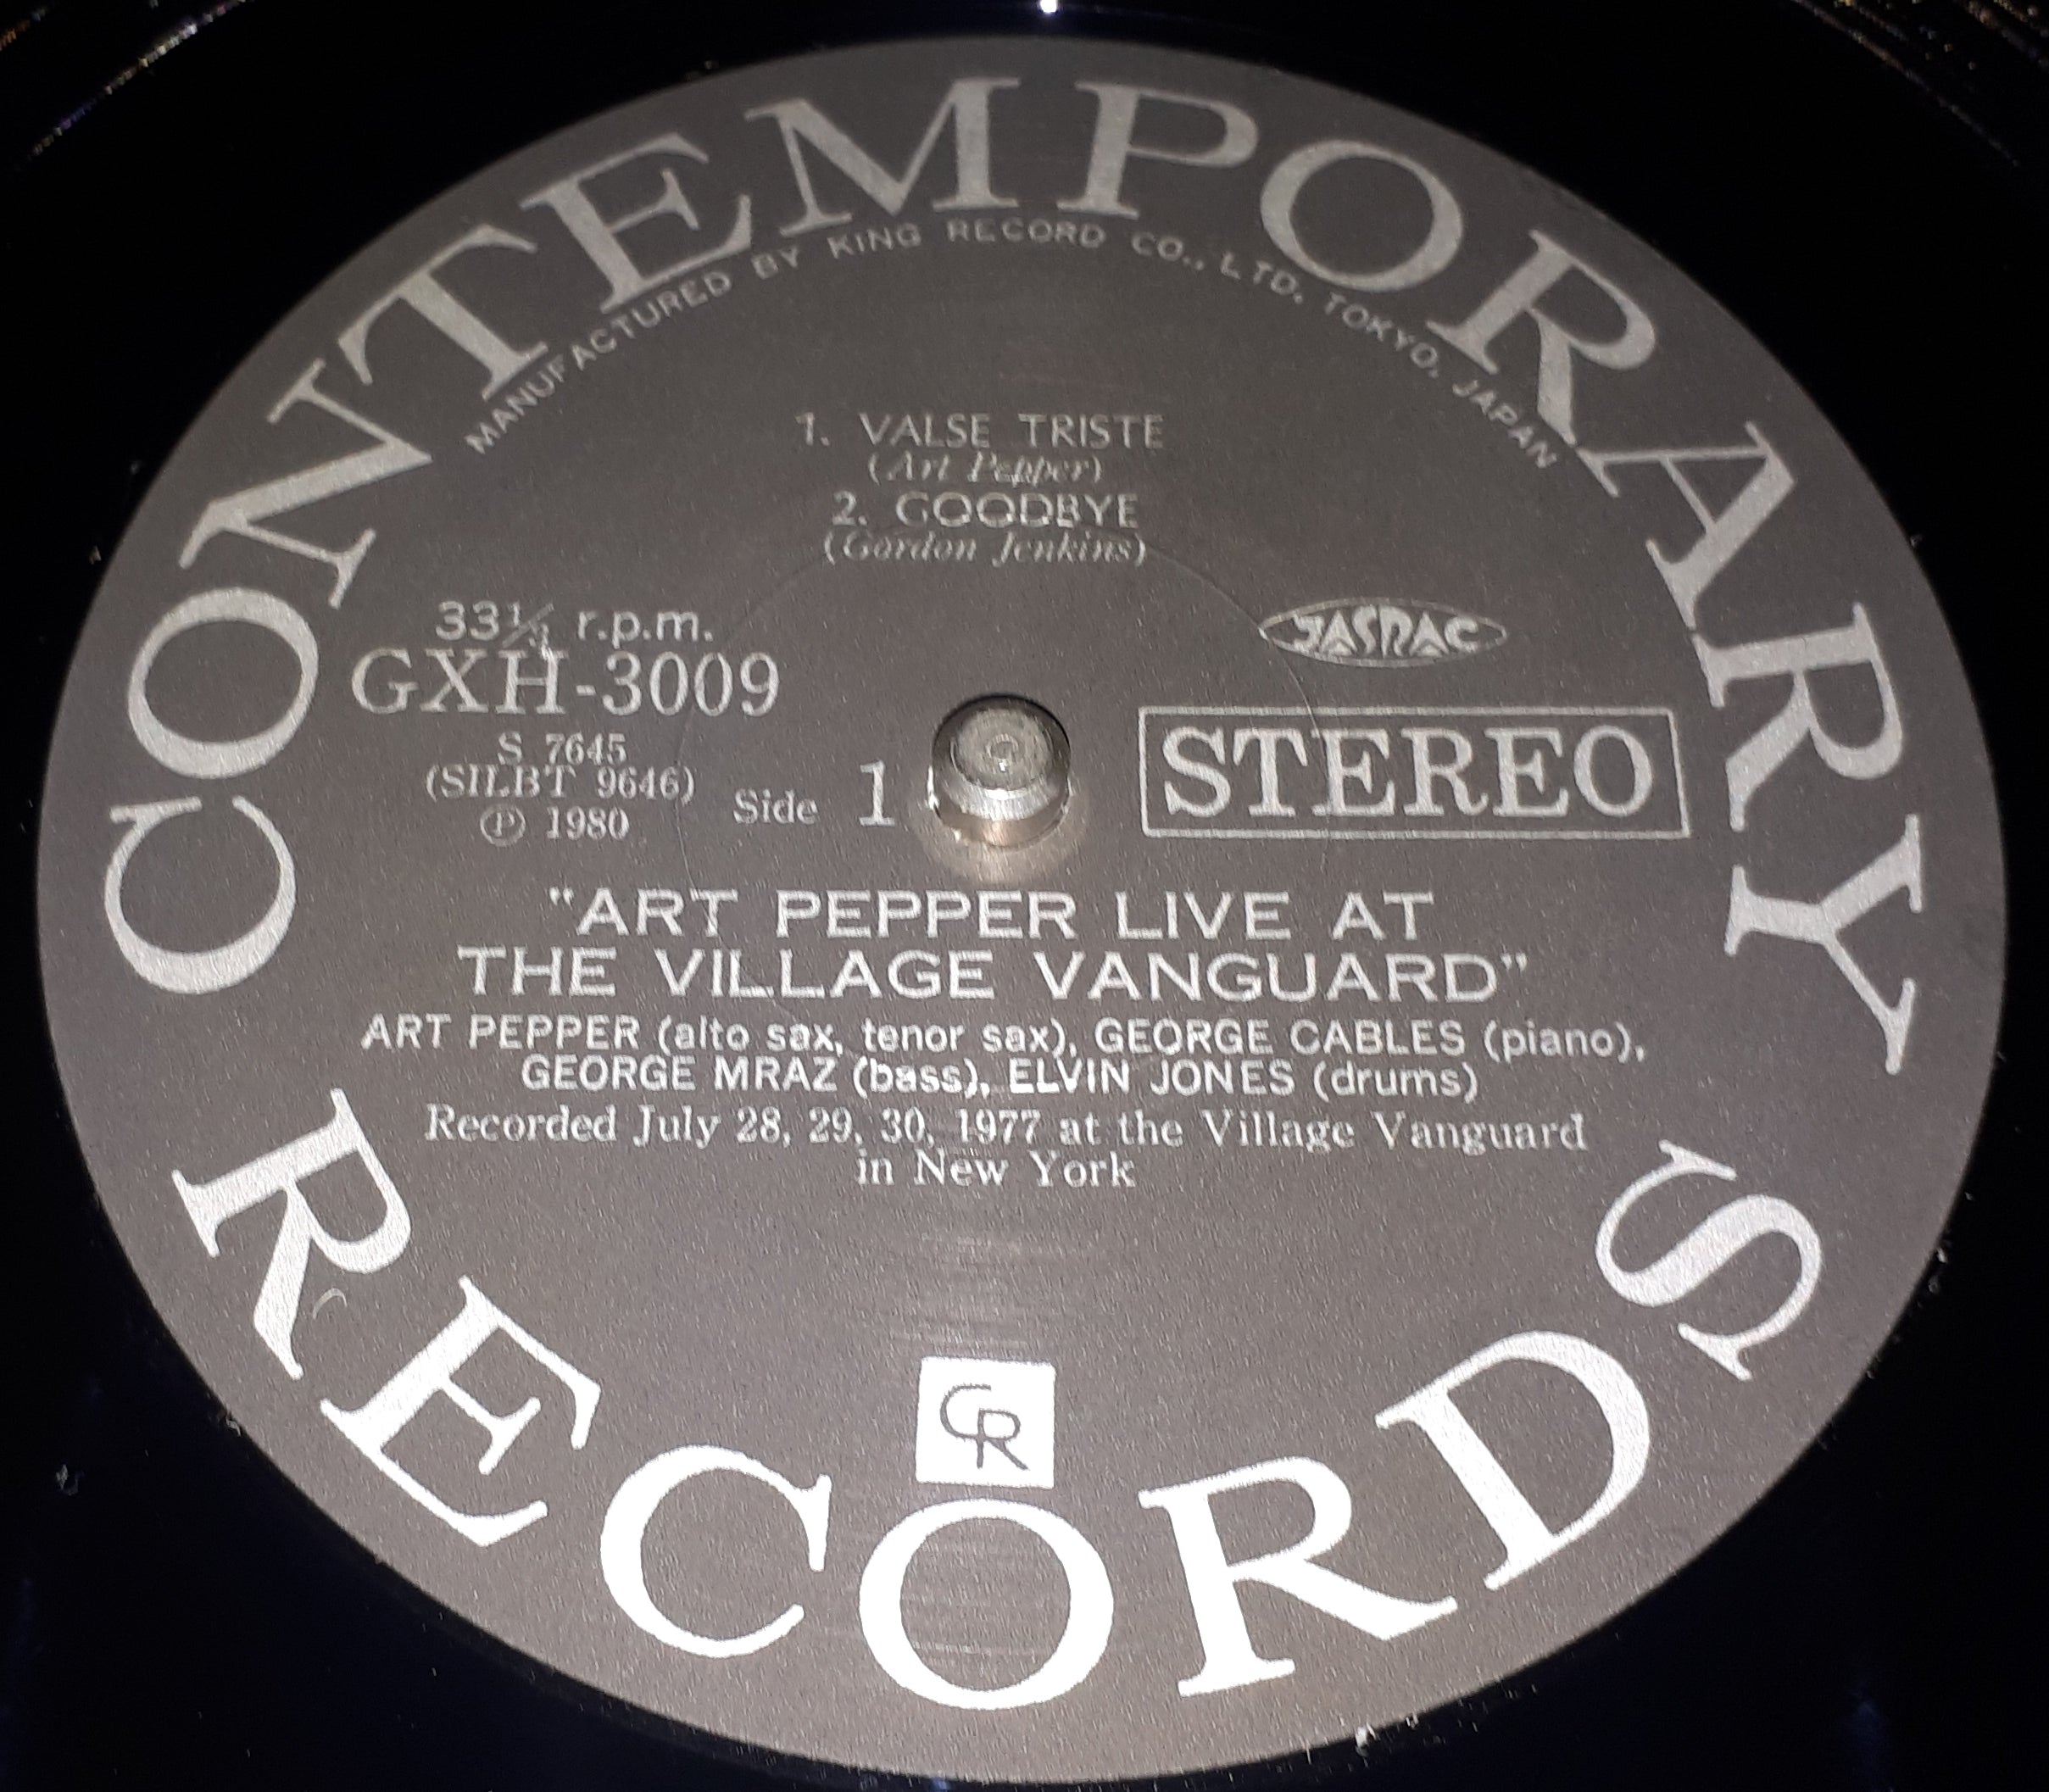 CONTEMPORARY
MANUFACTURED BY KING RECORD CO., LTD. TOKYO, JAPAN
1. VALSE TRISTE
(Art Pepper)
2. GOODBYE
(Gordon Jenkins)
33⅓ r.p.m.
GXH-3009
S 7645
(SILBT 9646)
Ⓟ 1980
Side 1
JASRAC
STEREO
"ART PEPPER LIVE AT
THE VILLAGE VANGUARD"
ART PEPPER (alto sax, tenor sax), GEORGE CABLES (piano),
GEORGE MRAZ (bass), ELVIN JONES (drums)
Recorded July 28, 29, 30, 1977 at the Village Vanguard
in New York
CR
RECORDS